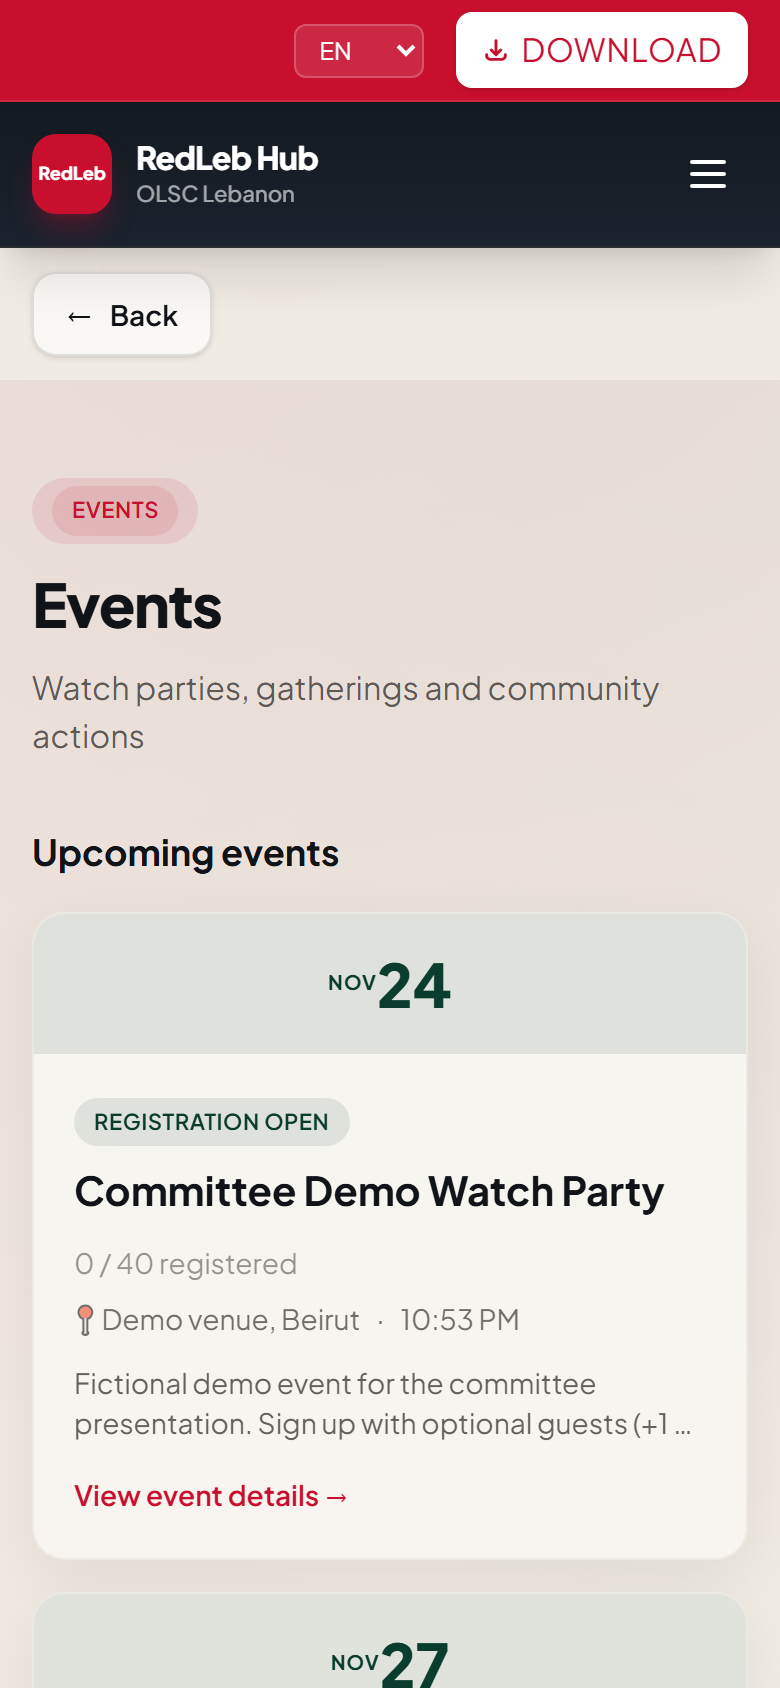 EN
DOWNLOAD
RedLeb
RedLeb Hub
OLSC Lebanon
← Back
EVENTS
Events
Watch parties, gatherings and community
actions
Upcoming events
NOV 24
REGISTRATION OPEN
Committee Demo Watch Party
0 / 40 registered
📍 Demo venue, Beirut · 10:53 PM
Fictional demo event for the committee
presentation. Sign up with optional guests (+1 ...
View event details →
NOV 27